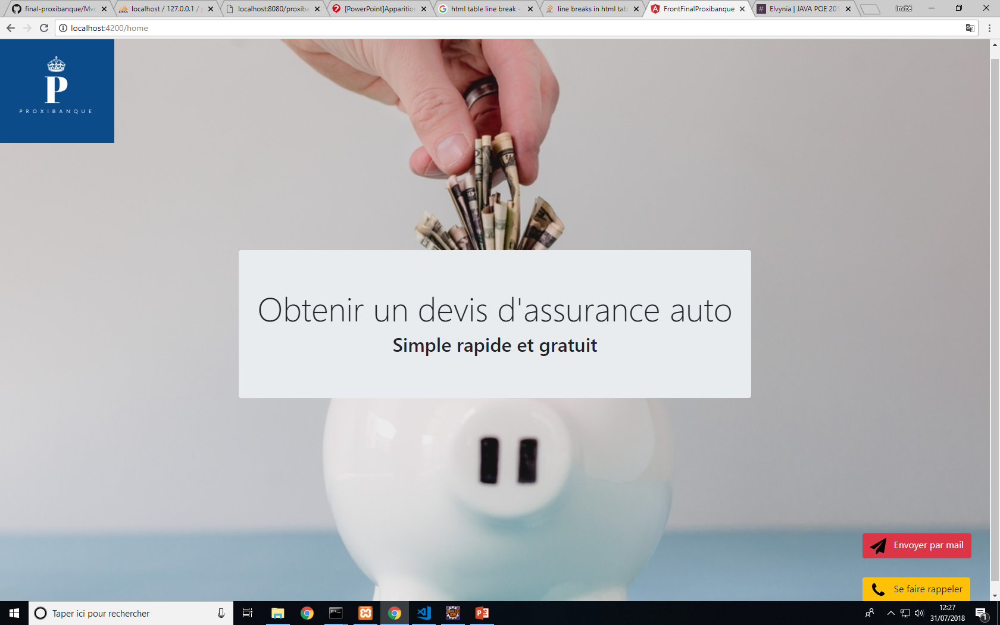 final-proxibanque/Mvc
localhost / 127.0.0.1 / p
localhost:8080/proxiba
[PowerPoint]Apparition
html table line break -
line breaks in html tab
FrontFinalProxibanque
Elvynia | JAVA POE 201
Invité
localhost:4200/home
P
PROXIBANQUE
Obtenir un devis d'assurance auto
Simple rapide et gratuit
Envoyer par mail
Se faire rappeler
Taper ici pour rechercher
12:27
31/07/2018
1